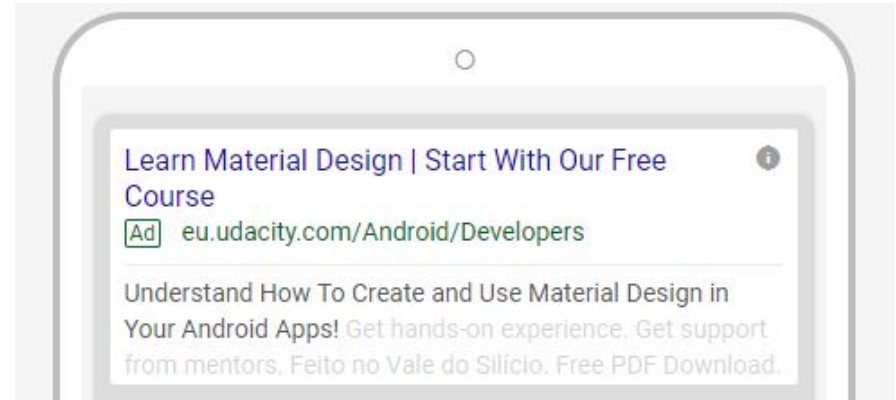 Learn Material Design | Start With Our Free
Course
Ad eu.udacity.com/Android/Developers
Understand How To Create and Use Material Design in
Your Android Apps! Get hands-on experience. Get support
from mentors. Feito no Vale do Silício. Free PDF Download.